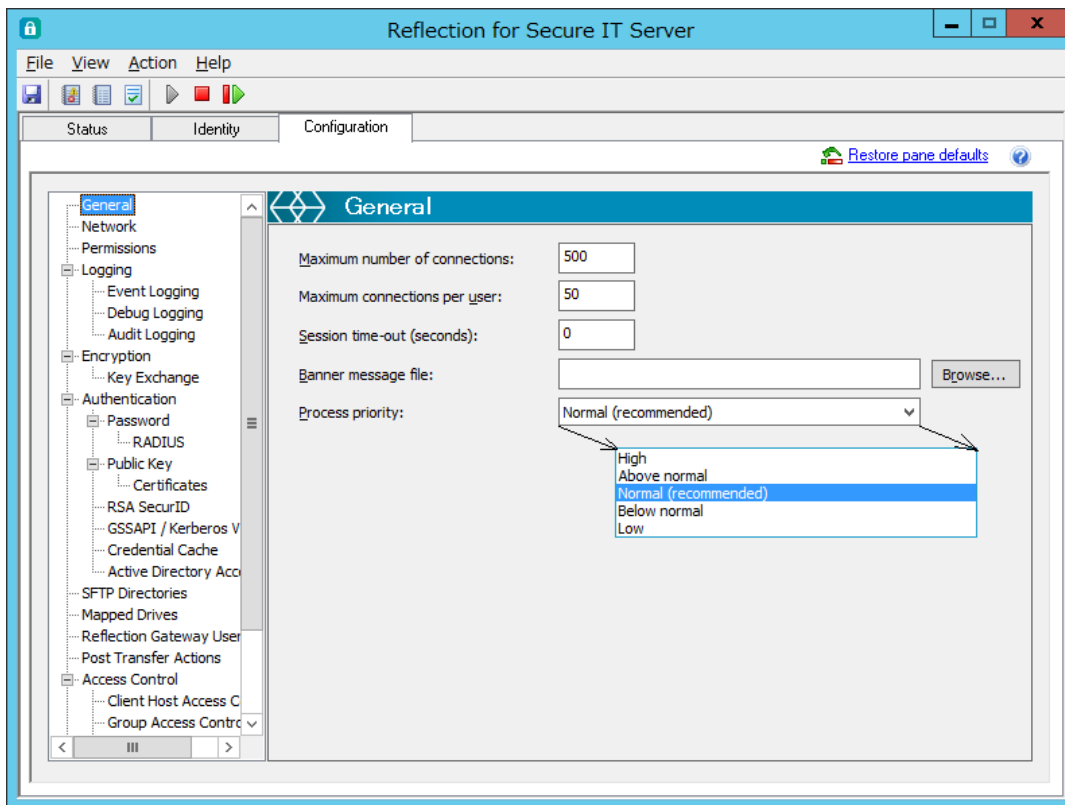 Reflection for Secure IT Server
File View Action Help
Status Identity Configuration
Restore pane defaults
General
Network
Permissions
Logging
Event Logging
Debug Logging
Audit Logging
Encryption
Key Exchange
Authentication
Password
RADIUS
Public Key
Certificates
RSA SecurID
GSSAPI / Kerberos V
Credential Cache
Active Directory Acc
SFTP Directories
Mapped Drives
Reflection Gateway User
Post Transfer Actions
Access Control
Client Host Access C
Group Access Contro
General
Maximum number of connections: 500
Maximum connections per user: 50
Session time-out (seconds): 0
Banner message file: Browse...
Process priority: Normal (recommended)
High
Above normal
Normal (recommended)
Below normal
Low